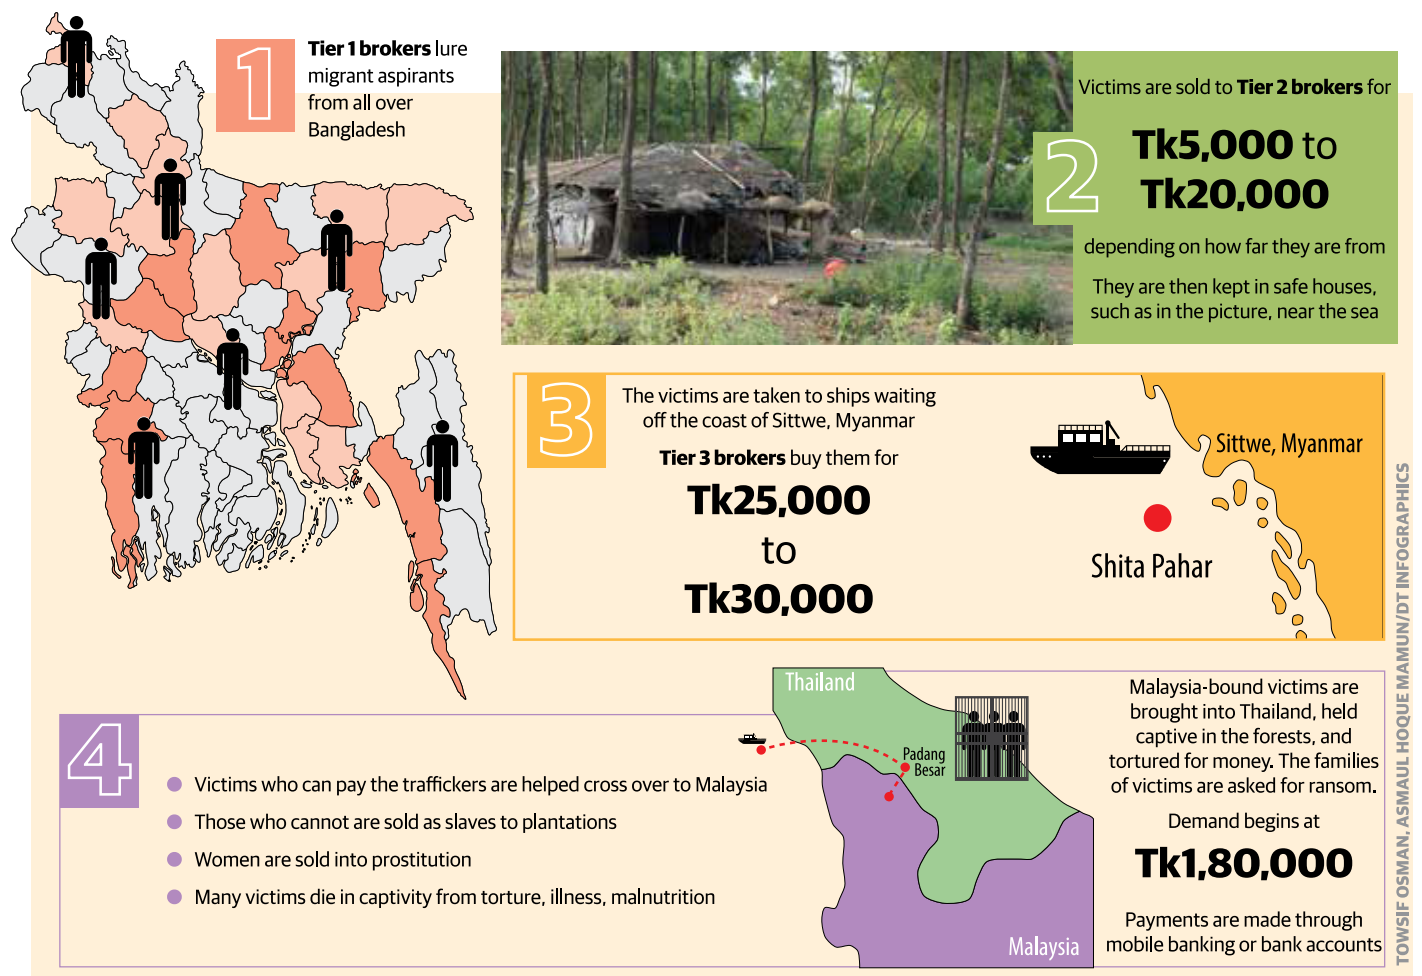 1
Tier 1 brokers lure
migrant aspirants
from all over
Bangladesh
2
Victims are sold to Tier 2 brokers for
Tk5,000 to
Tk20,000
depending on how far they are from
They are then kept in safe houses,
such as in the picture, near the sea
3
The victims are taken to ships waiting
off the coast of Sittwe, Myanmar
Tier 3 brokers buy them for
Tk25,000
to
Tk30,000
Sittwe, Myanmar
Shita Pahar
4
Victims who can pay the traffickers are helped cross over to Malaysia
Those who cannot are sold as slaves to plantations
Women are sold into prostitution
Many victims die in captivity from torture, illness, malnutrition
Thailand
Padang
Besar
Malaysia
Malaysia-bound victims are
brought into Thailand, held
captive in the forests, and
tortured for money. The families
of victims are asked for ransom.
Demand begins at
Tk1,80,000
Payments are made through
mobile banking or bank accounts
TOWSIF OSMAN, ASMAUL HOQUE MAMUN/DT INFOGRAPHICS